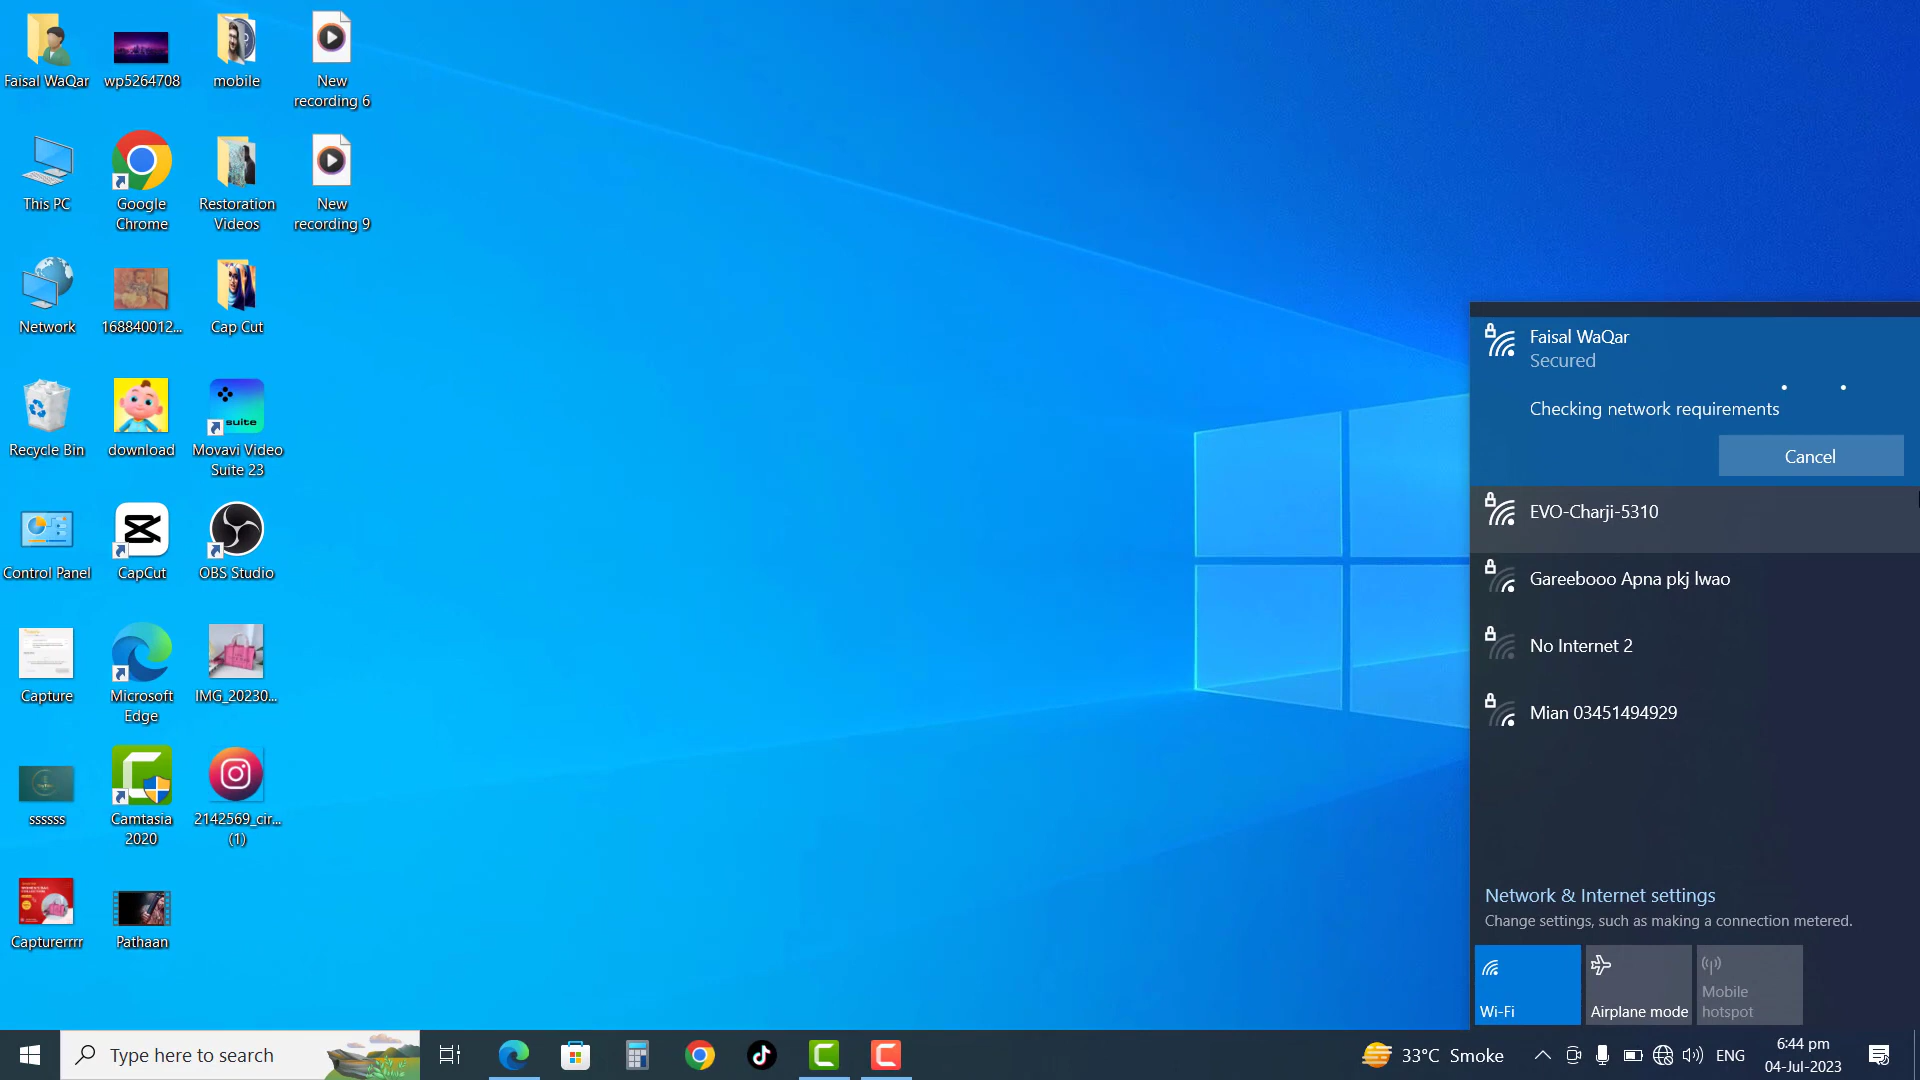 Faisal WaQar
wp5264708
mobile
New
recording 6
This PC
Google
Chrome
Restoration
Videos
New
recording 9
Network
168840012...
Cap Cut
Recycle Bin
download
suite
Movavi Video
Suite 23
Control Panel
CapCut
OBS Studio
Capture
Microsoft
Edge
IMG_20230...
ssssss
Camtasia
2020
2142569_cir...
(1)
Capturerrrr
Pathaan
Faisal WaQar
Secured
Checking network requirements
Cancel
EVO-Charji-5310
Gareebooo Apna pkj lwao
No Internet 2
Mian 03451494929
Network & Internet settings
Change settings, such as making a connection metered.
Wi-Fi
Airplane mode
Mobile
hotspot
Type here to search
33°C Smoke
ENG
6:44 pm
04-Jul-2023